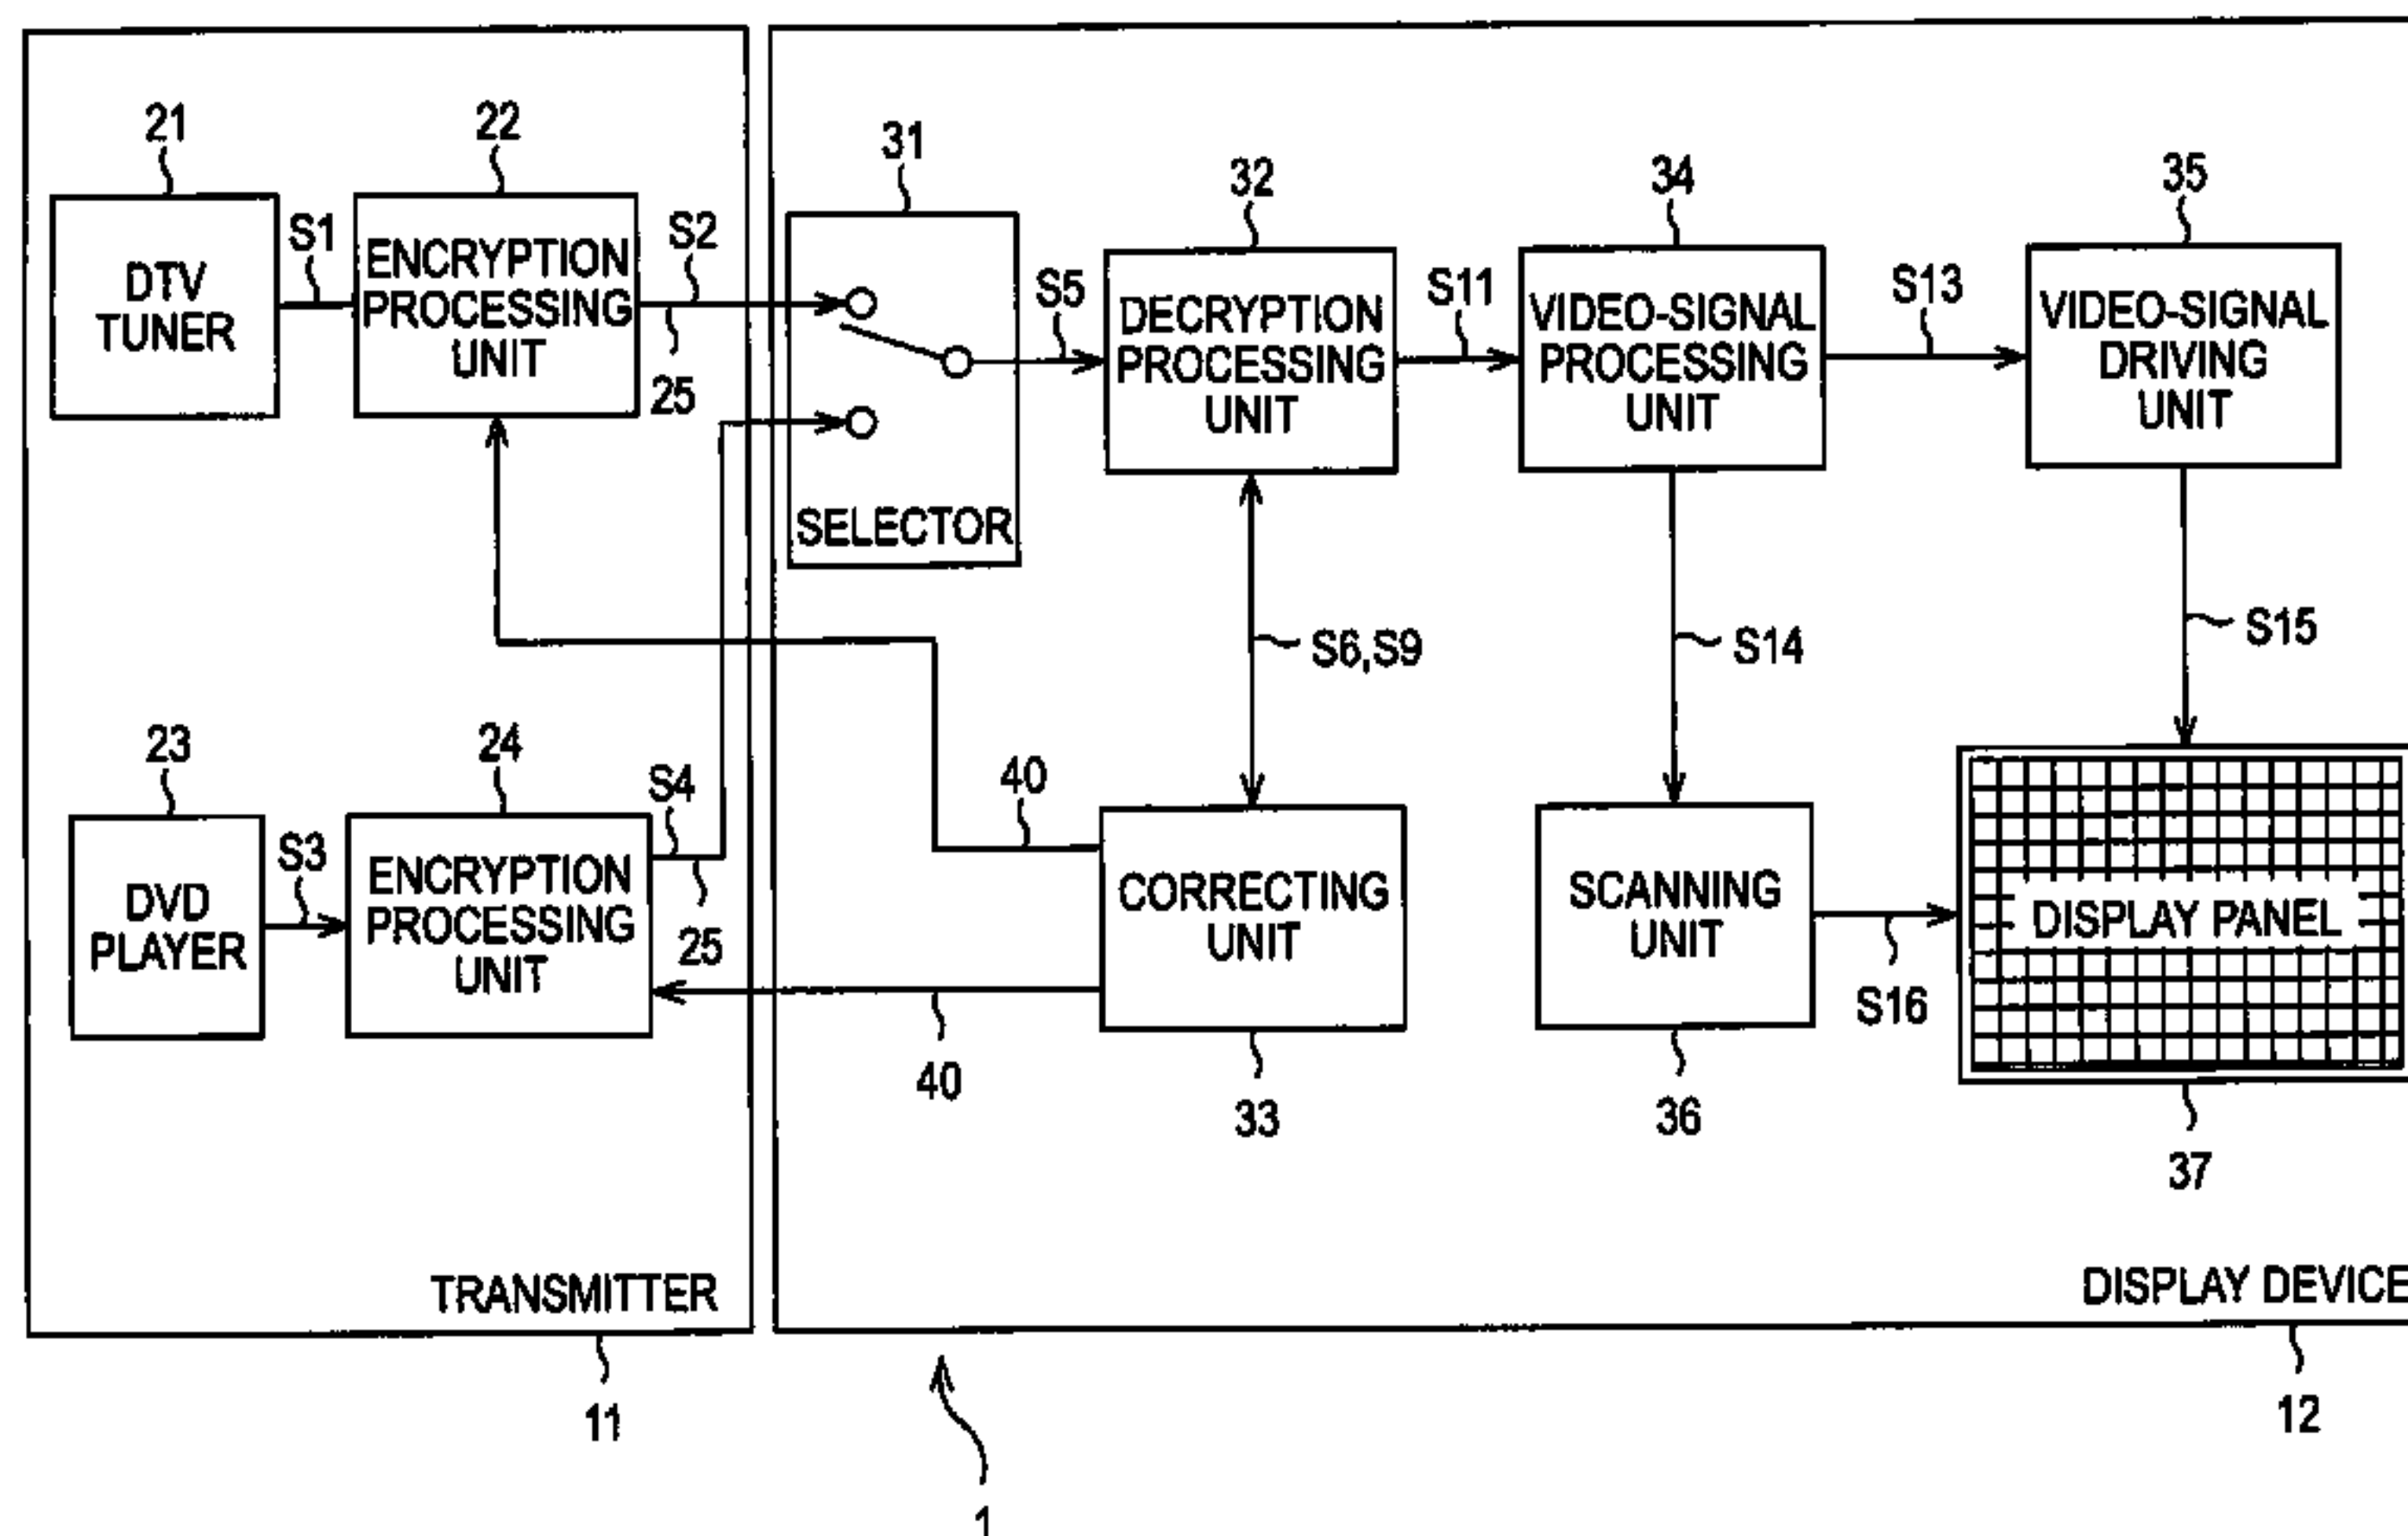 21
22
31
32
34
35
S1
S2
S5
S11
S13
DTV
TUNER
ENCRYPTION
PROCESSING
UNIT
25
SELECTOR
DECRYPTION
PROCESSING
UNIT
VIDEO-SIGNAL
PROCESSING
UNIT
VIDEO-SIGNAL
DRIVING
UNIT
S6,S9
S14
S15
23
24
S4
40
S3
DVD
PLAYER
ENCRYPTION
PROCESSING
UNIT
25
CORRECTING
UNIT
SCANNING
UNIT
DISPLAY PANEL
S16
40
33
36
37
TRANSMITTER
DISPLAY DEVICE
11
12
1